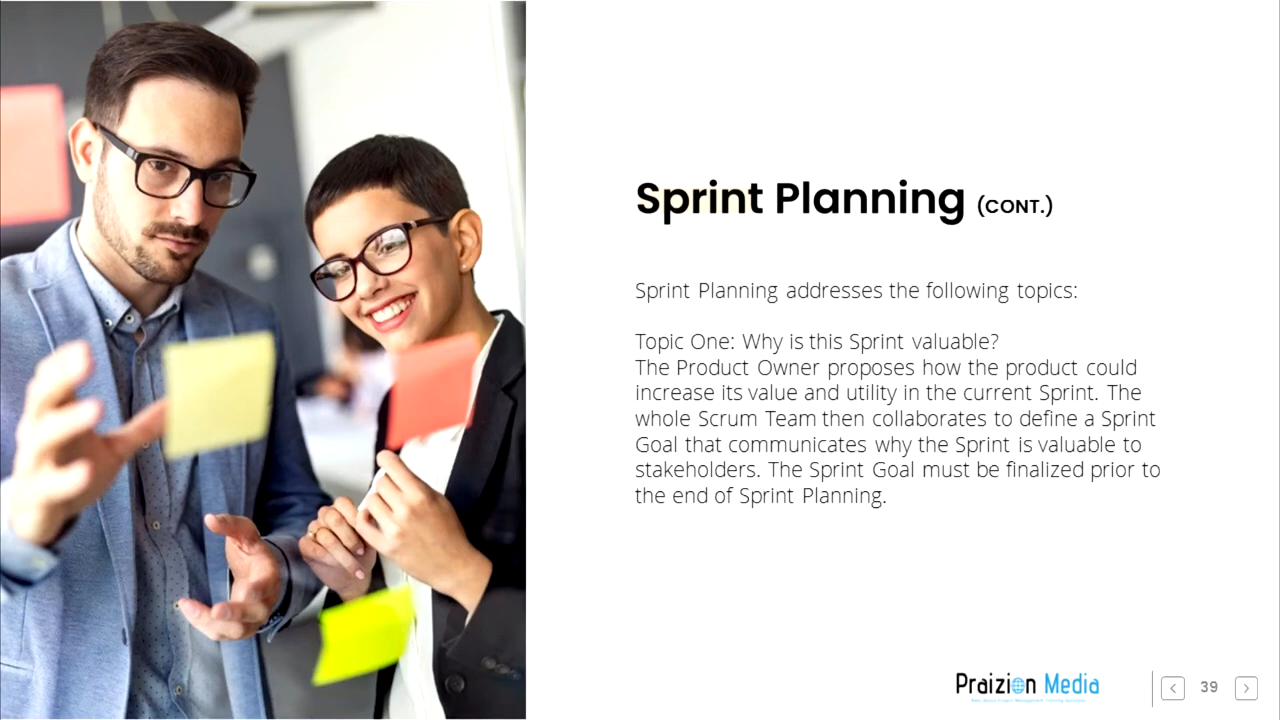 Sprint Planning (CONT.)
Sprint Planning addresses the following topics:
Topic One: Why is this Sprint valuable?
The Product Owner proposes how the product could
increase its value and utility in the current Sprint. The
whole Scrum Team then collaborates to define a Sprint
Goal that communicates why the Sprint is valuable to
stakeholders. The Sprint Goal must be finalized prior to
the end of Sprint Planning.
Praizion Media
39